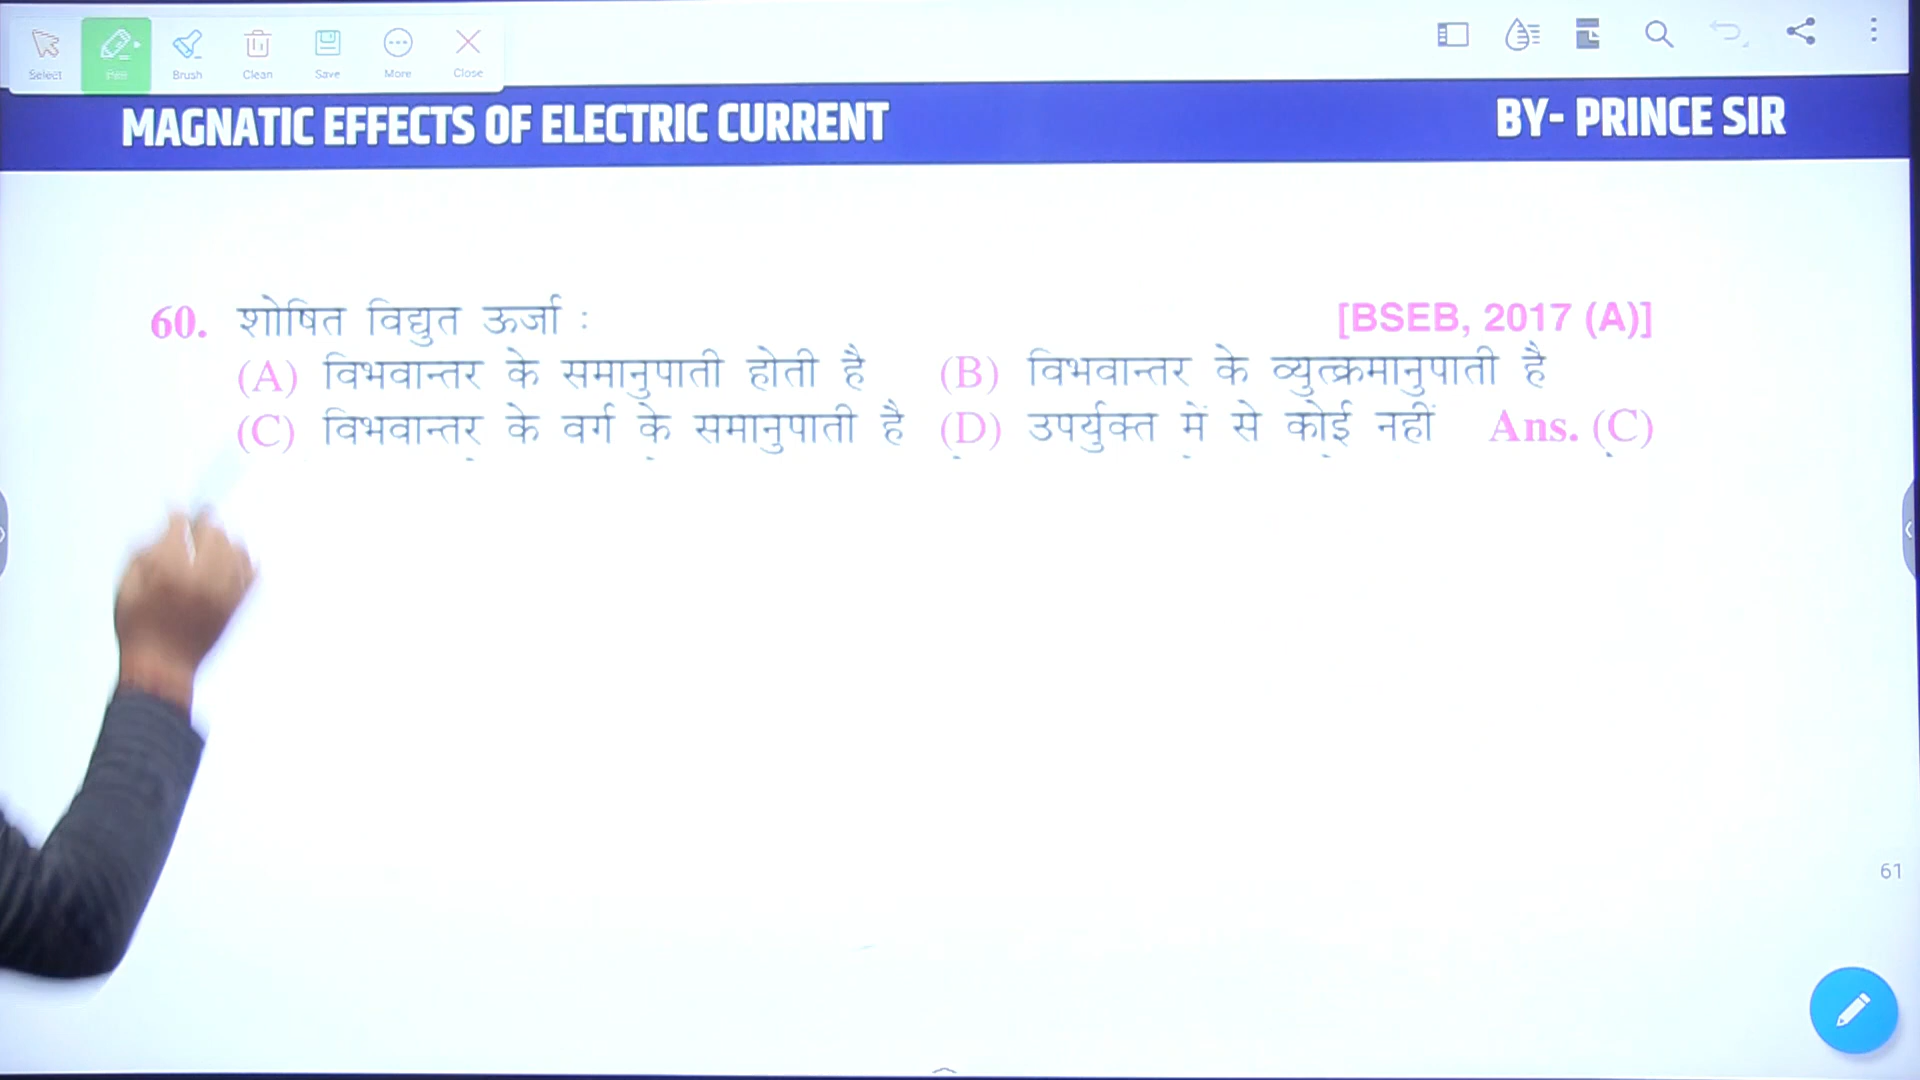 Select Pen Brush Clean Save More Close
MAGNATIC EFFECTS OF ELECTRIC CURRENT BY- PRINCE SIR
60. शोषित विद्युत ऊर्जा : [BSEB, 2017 (A)]
(A) विभवान्तर के समानुपाती होती है (B) विभवान्तर के व्युत्क्रमानुपाती है
(C) विभवान्तर के वर्ग के समानुपाती है (D) उपर्युक्त में से कोई नहीं Ans. (C)
61